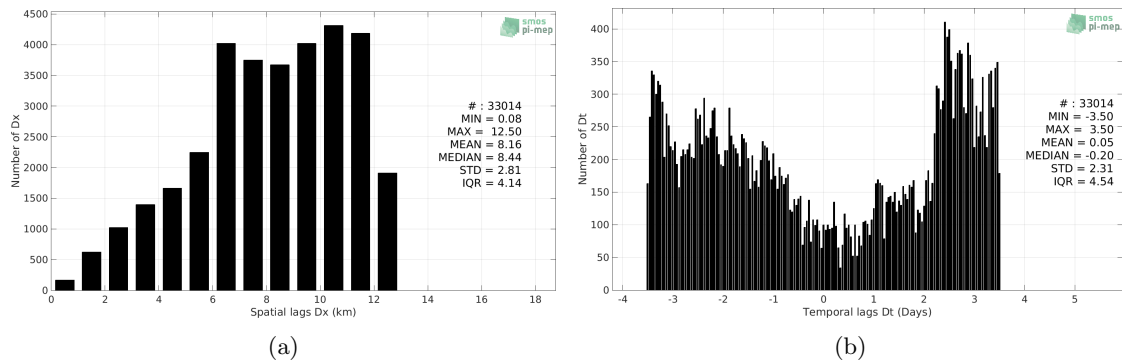 4500
4000
3500
3000
2500
2000
1500
1000
500
0
Number of Dx
0 2 4 6 8 10 12 14 16 18
Spatial lags Dx (km)
smos
pi-mep
# : 33014
MIN = 0.08
MAX = 12.50
MEAN = 8.16
MEDIAN = 8.44
STD = 2.81
IQR = 4.14
(a)
400
350
300
250
200
150
100
50
0
Number of Dt
-4 -3 -2 -1 0 1 2 3 4 5
Temporal lags Dt (Days)
smos
pi-mep
# : 33014
MIN = -3.50
MAX = 3.50
MEAN = 0.05
MEDIAN = -0.20
STD = 2.31
IQR = 4.54
(b)